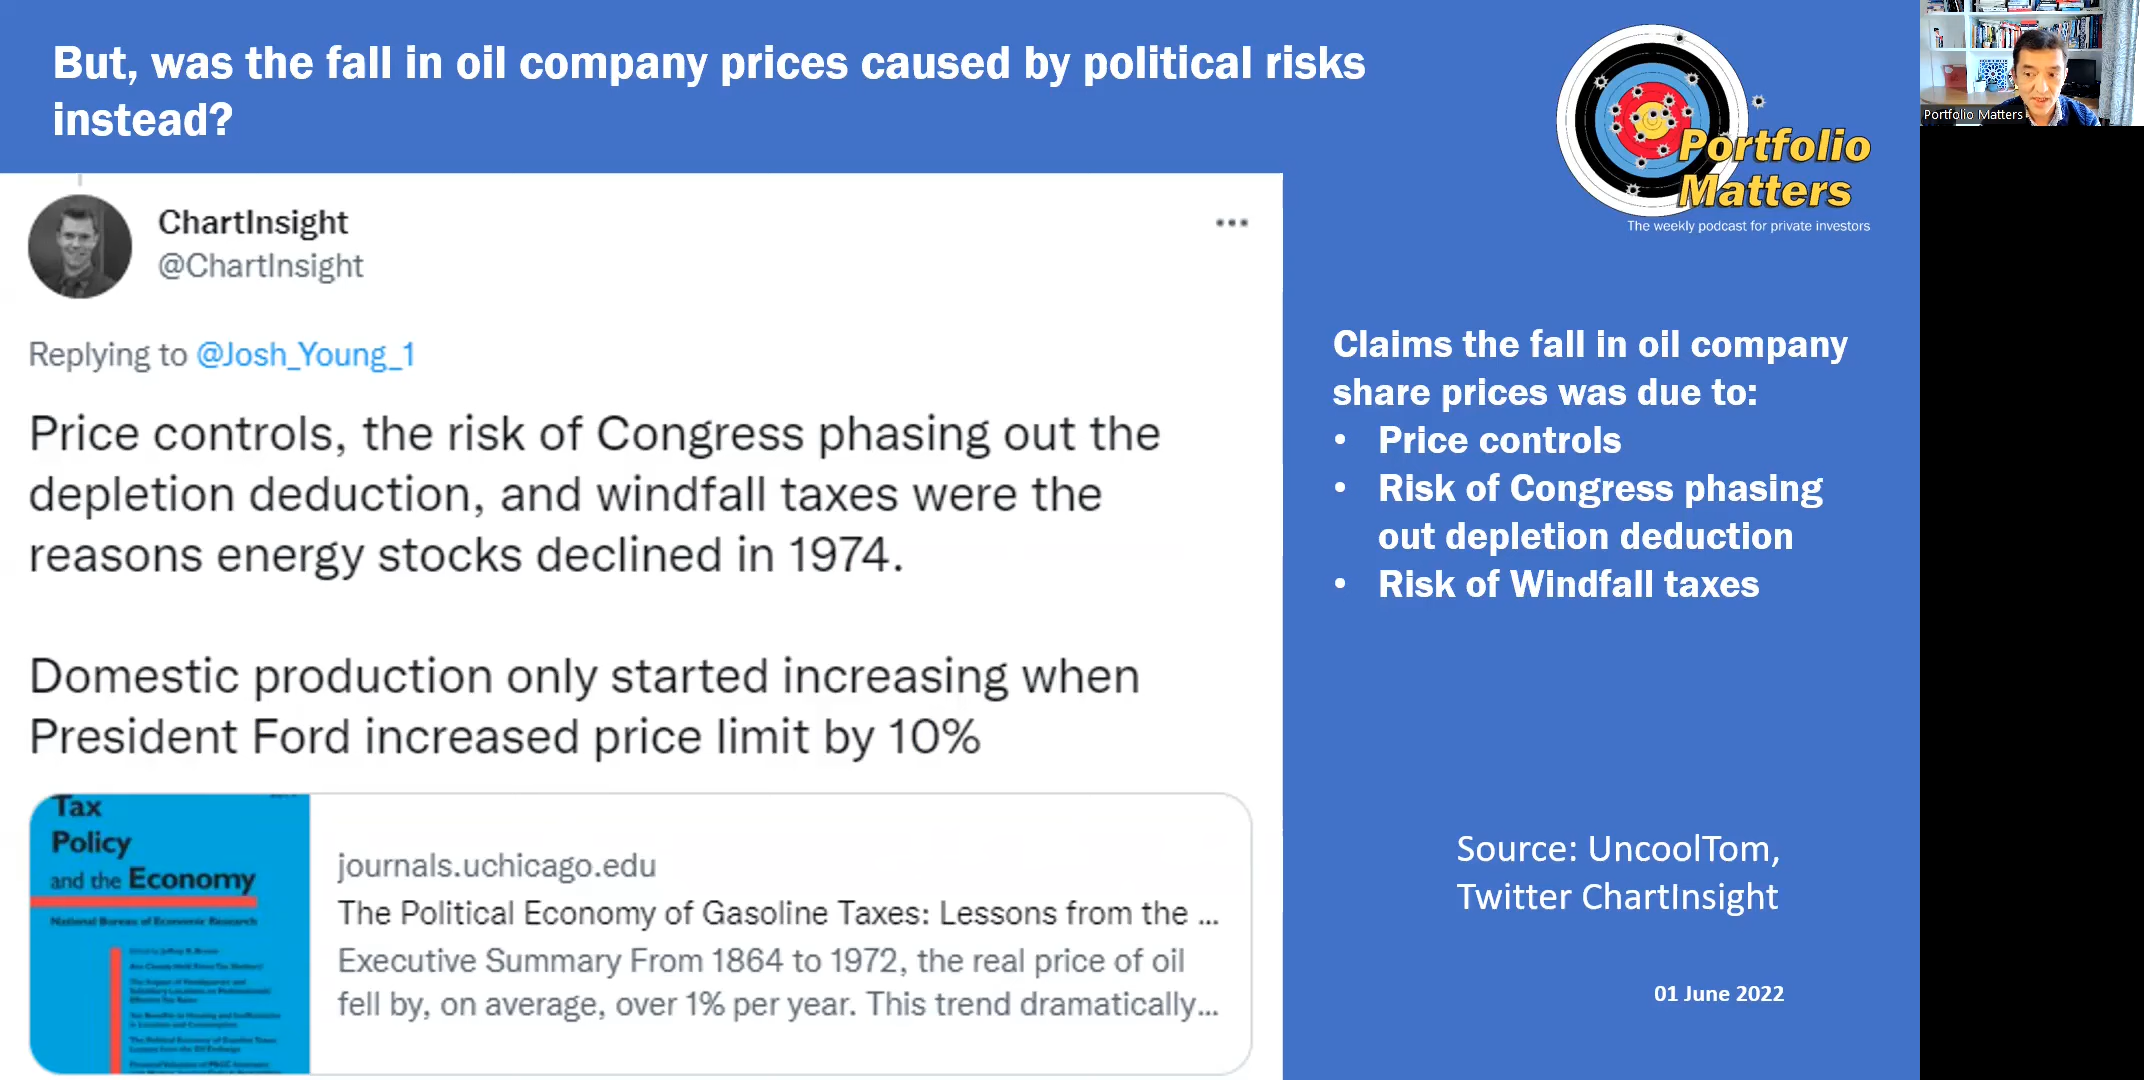 But, was the fall in oil company prices caused by political risks
instead?
Portfolio
Matters
The weekly podcast for private investors
Portfolio Matters
ChartInsight
@ChartInsight
Replying to @Josh_Young_1
Price controls, the risk of Congress phasing out the
depletion deduction, and windfall taxes were the
reasons energy stocks declined in 1974.
Domestic production only started increasing when
President Ford increased price limit by 10%
Tax
Policy
and the Economy
National Bureau of Economic Research
journals.uchicago.edu
The Political Economy of Gasoline Taxes: Lessons from the ...
Executive Summary From 1864 to 1972, the real price of oil
fell by, on average, over 1% per year. This trend dramatically...
Claims the fall in oil company
share prices was due to:
• Price controls
• Risk of Congress phasing
out depletion deduction
• Risk of Windfall taxes
Source: UncoolTom,
Twitter ChartInsight
01 June 2022